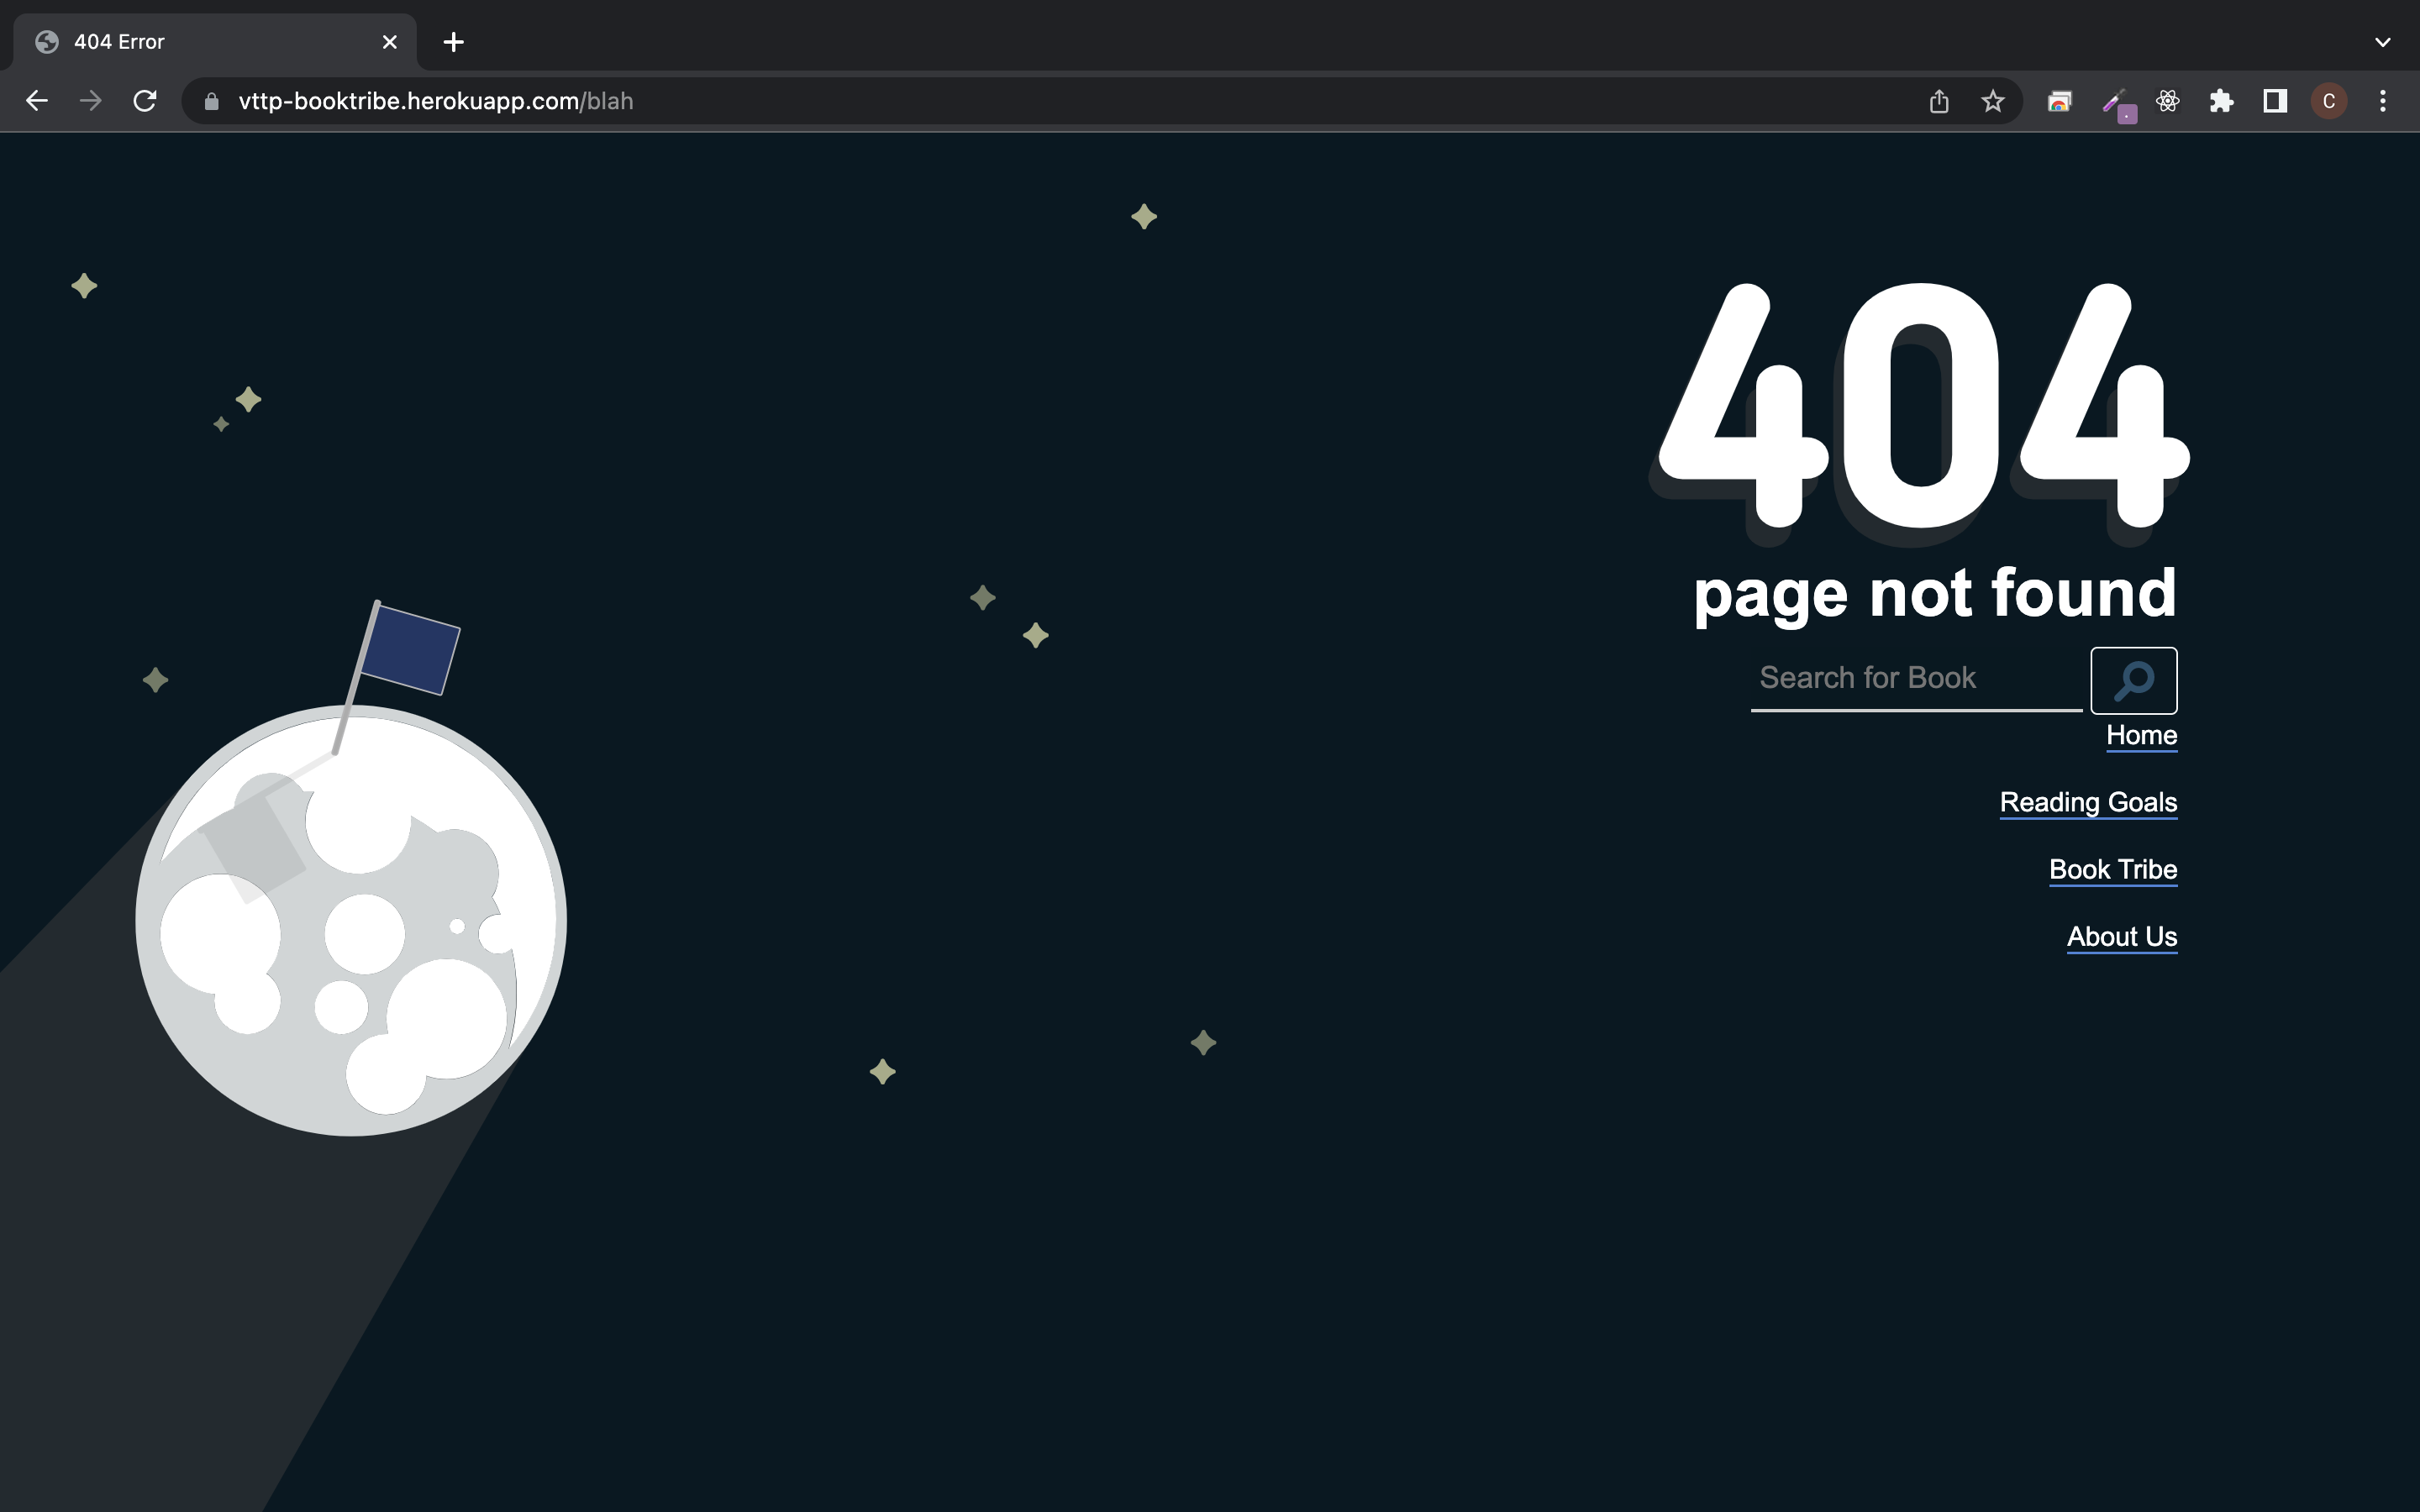 404 Error
vttp-booktribe.herokuapp.com/blah
C
404
page not found
Search for Book
Home
Reading Goals
Book Tribe
About Us